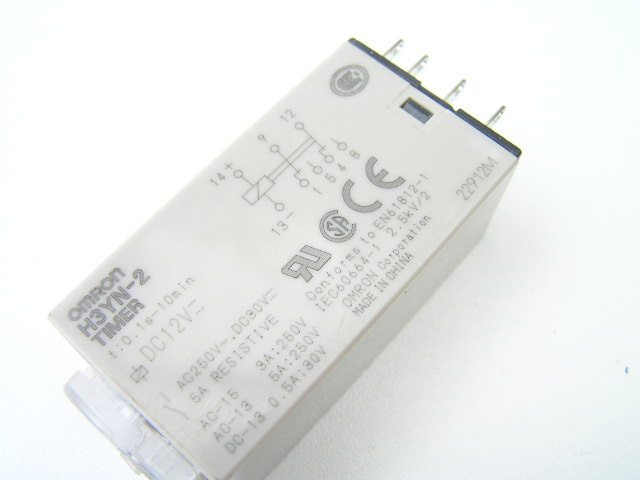 OMRON
H3YN-2
TIMER
t:0.1s-10min
DC12V
AC250V~,DC30V
5A RESISTIVE
AC-15 3A:250V
AC-13 5A:250V
DC-13 0.5A:30V
14+
9
12
13-
1
5
4
8
Conforms to EN61812-1
IEC60664-1 2.5kV/2
OMRON Corporation
MADE IN CHINA
22912M
CE
SA